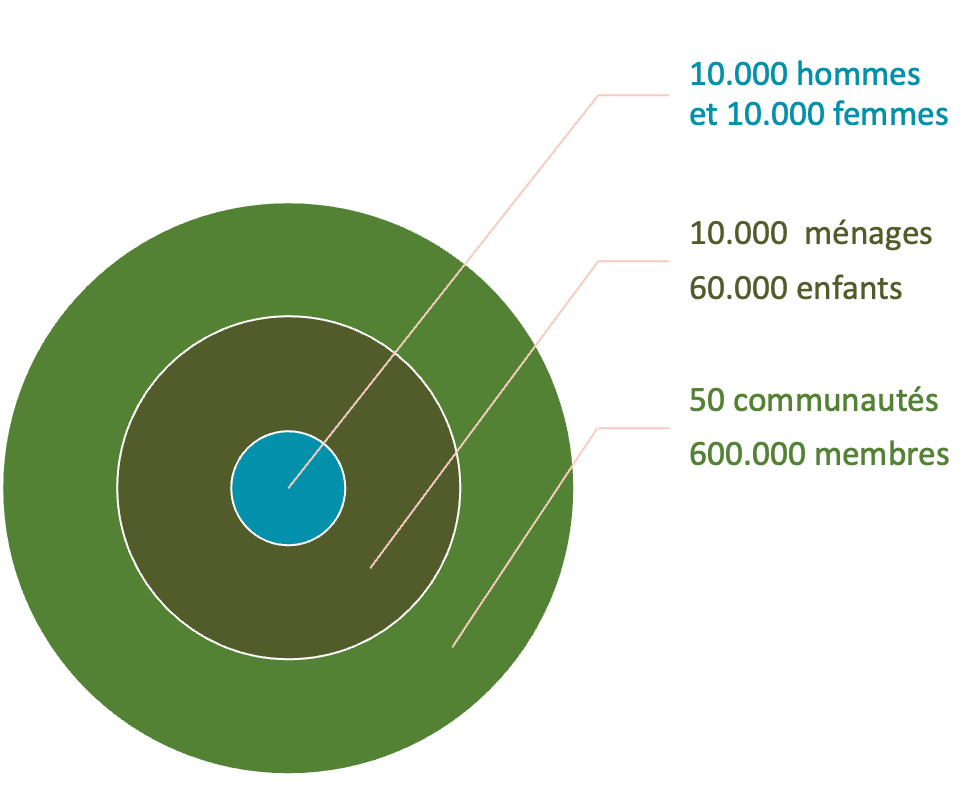 10.000 hommes
et 10.000 femmes
10.000  ménages
60.000 enfants
50 communautés
600.000 membres